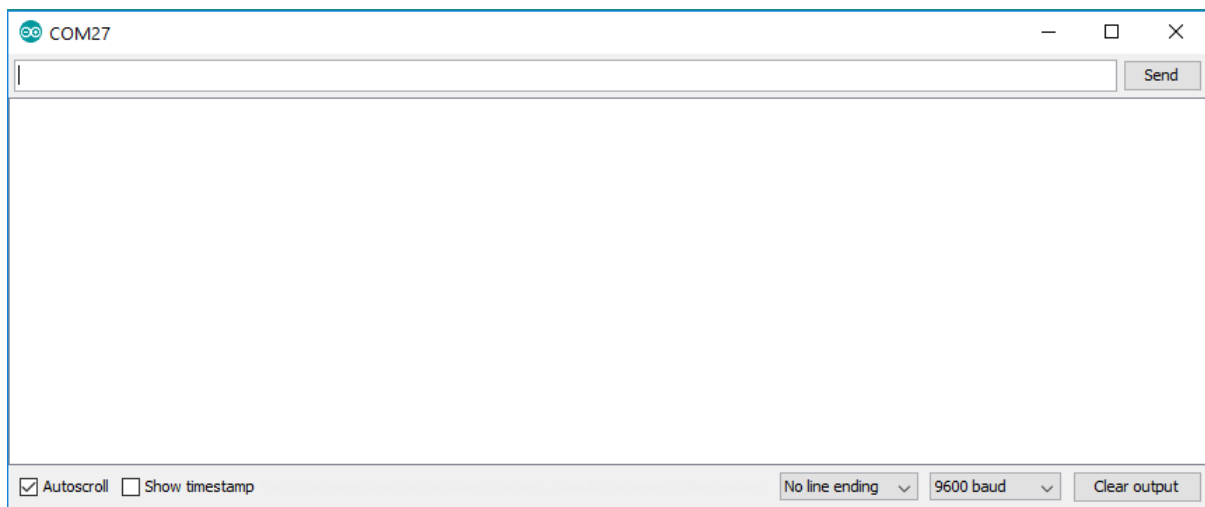 COM27
Send
Autoscroll Show timestamp No line ending 9600 baud Clear output